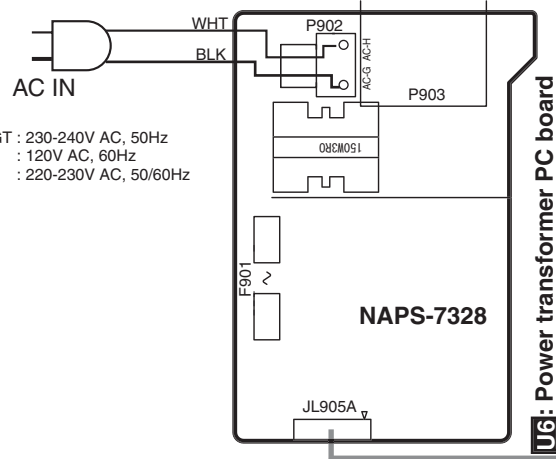 WHT
P902
BLK
AC-G AC-H
AC IN
P903
GT : 230-240V AC, 50Hz
: 120V AC, 60Hz
: 220-230V AC, 50/60Hz
150W3R0
F901
NAPS-7328
JL905A
U6: Power transformer PC board